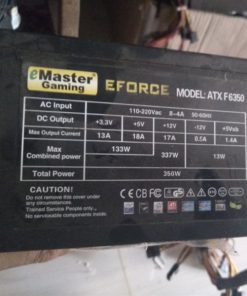 eMaster
Gaming
EFORCE MODEL: ATX F6350
AC Input 110-220Vac 8-4A 50-60Hz
DC Output +3.3V +5V +12V -12V +5Vsb
Max Output Current 13A 18A 17A 0.5A 1.6A
Max
Combined power 133W 337W 13W
Total Power 350W
CAUTION!
Do not remove this cover under
any circumstances.
Trained Service People only.
No serviceable components inside.